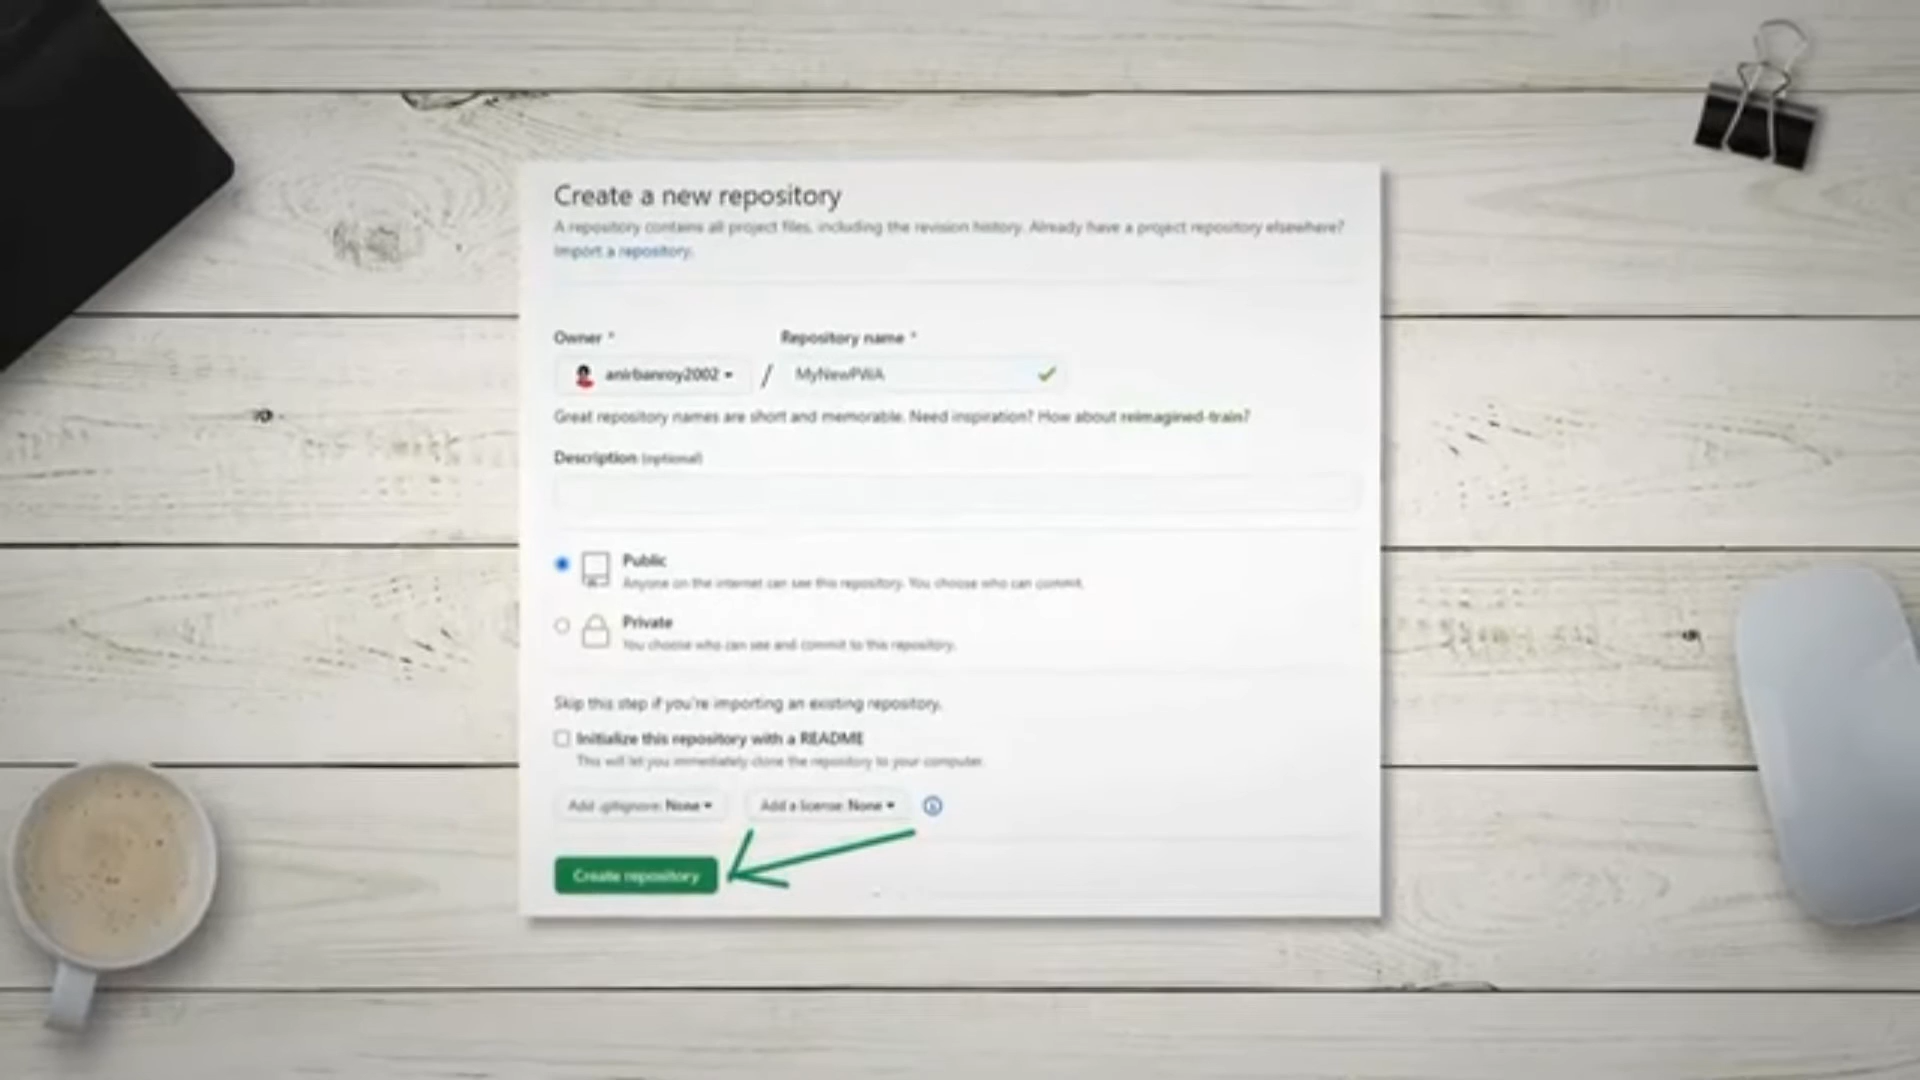 Create a new repository
A repository contains all project files, including the revision history. Already have a project repository elsewhere?
Import a repository.
Owner * Repository name *
anirbanroy2002 / MyNewPWA
Great repository names are short and memorable. Need inspiration? How about reimagined-train?
Description (optional)
Public
Anyone on the internet can see this repository. You choose who can commit.
Private
You choose who can see and commit to this repository.
Skip this step if you're importing an existing repository.
Initialize this repository with a README
This will let you immediately clone the repository to your computer.
Add .gitignore: None Add a license: None
Create repository